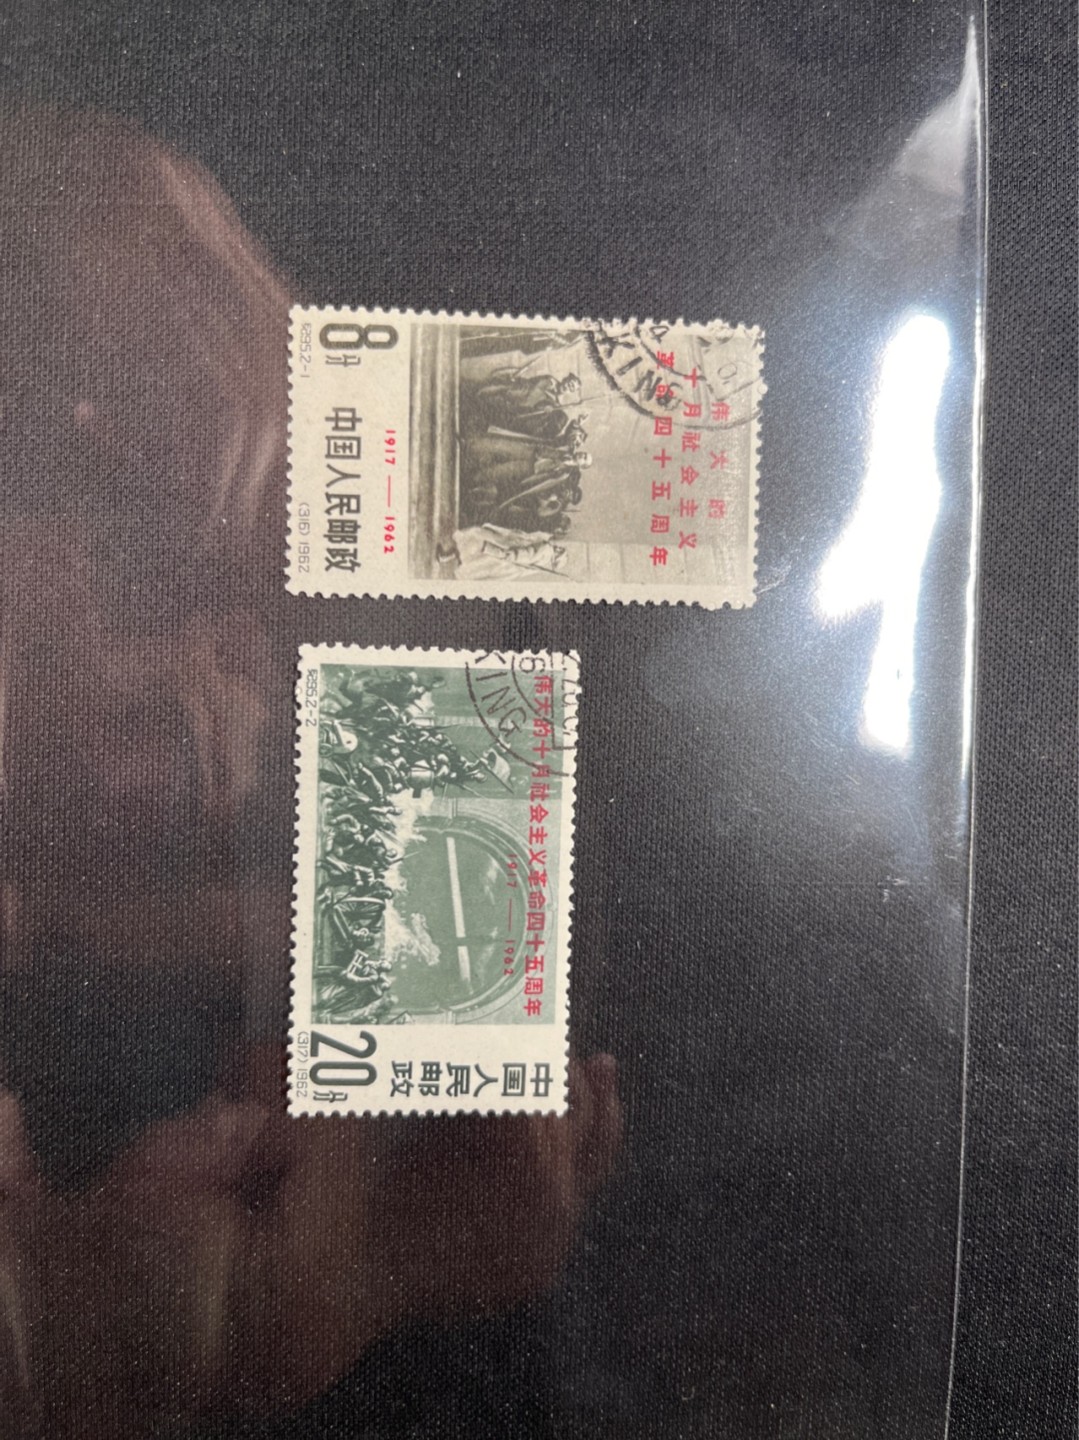 伟大的
十月社会主义
革命四十五周年
1917 — 1962
中国人民邮政
8分
纪95.2-1
(316) 1962
KING
伟大的十月社会主义革命四十五周年
1917 — 1962
中国
人民
邮政
20分
纪95.2-2
(317) 1962
KING